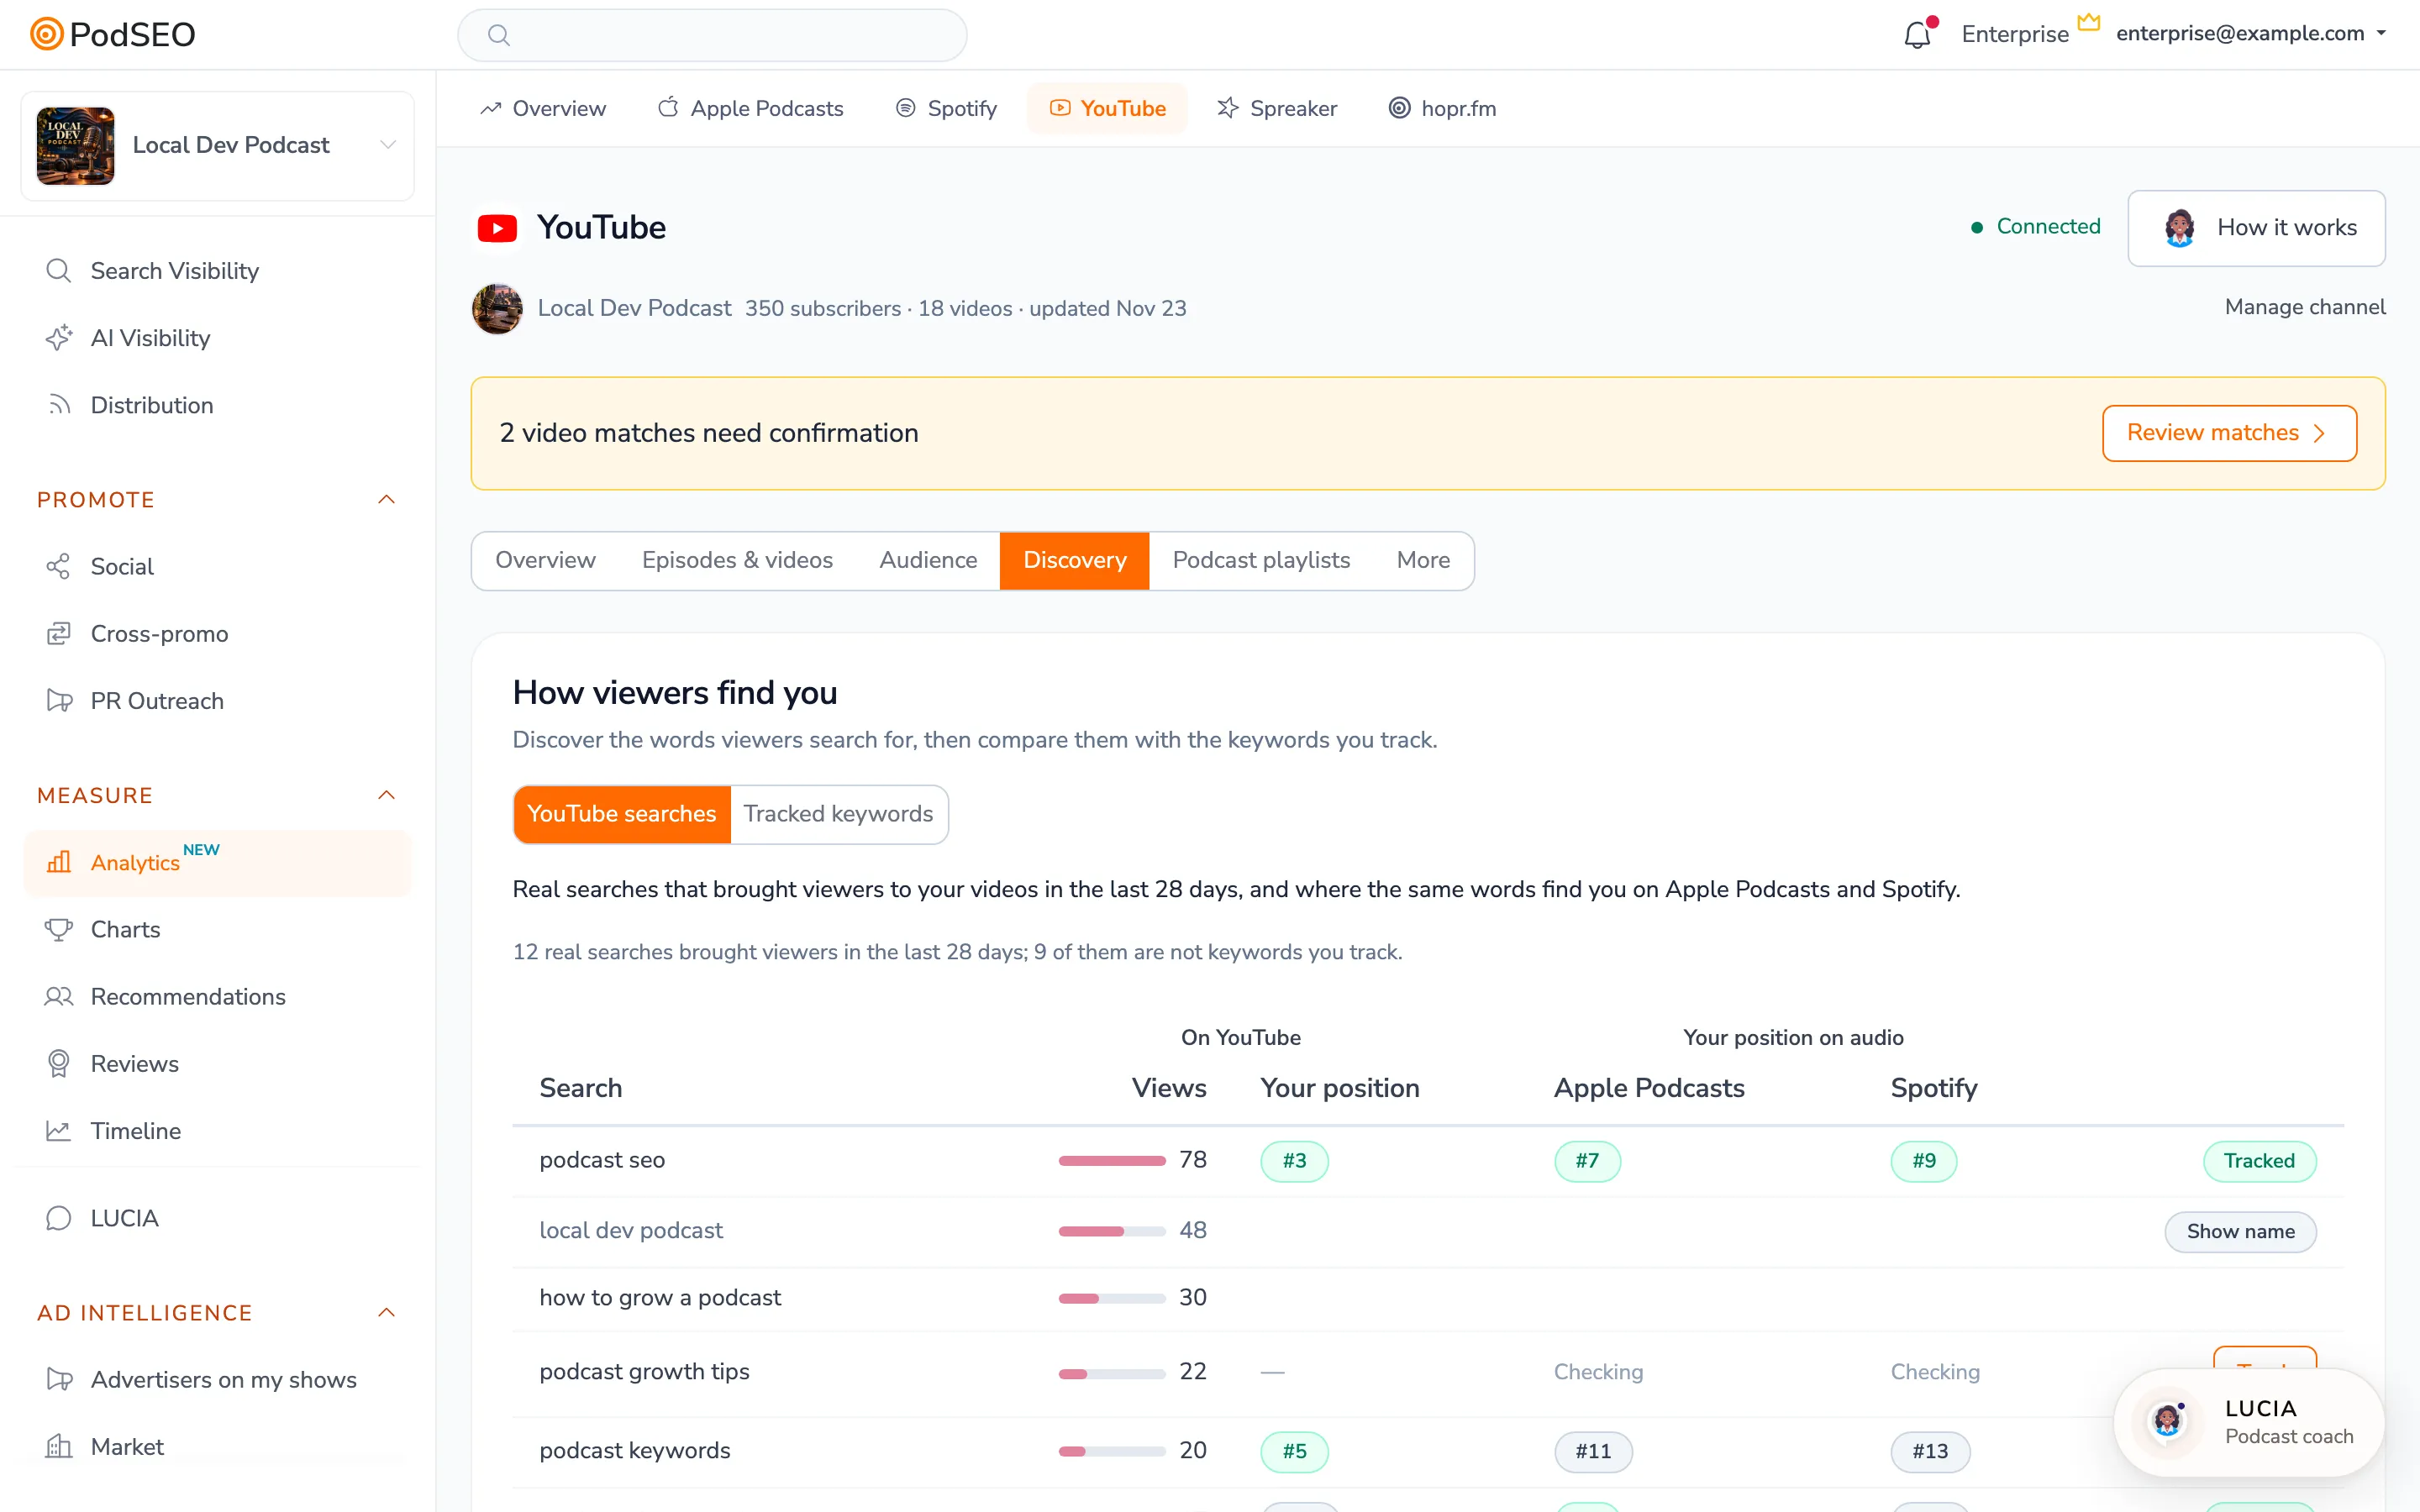 PodSEO
Enterprise
enterprise@example.com
LOCAL
DEV
PODCAST
Local Dev Podcast
Search Visibility
AI Visibility
Distribution
PROMOTE
Social
Cross-promo
PR Outreach
MEASURE
Analytics NEW
Charts
Recommendations
Reviews
Timeline
LUCIA
AD INTELLIGENCE
Advertisers on my shows
Market
Overview
Apple Podcasts
Spotify
YouTube
Spreaker
hopr.fm
YouTube
Connected
How it works
Local Dev Podcast 350 subscribers · 18 videos · updated Nov 23
Manage channel
2 video matches need confirmation
Review matches
Overview
Episodes & videos
Audience
Discovery
Podcast playlists
More
How viewers find you
Discover the words viewers search for, then compare them with the keywords you track.
YouTube searches
Tracked keywords
Real searches that brought viewers to your videos in the last 28 days, and where the same words find you on Apple Podcasts and Spotify.
12 real searches brought viewers in the last 28 days; 9 of them are not keywords you track.
On YouTube Your position on audio
Search Views Your position Apple Podcasts Spotify
podcast seo 78 #3 #7 #9 Tracked
local dev podcast 48 Show name
how to grow a podcast 30
podcast growth tips 22 — Checking Checking
podcast keywords 20 #5 #11 #13
LUCIA
Podcast coach